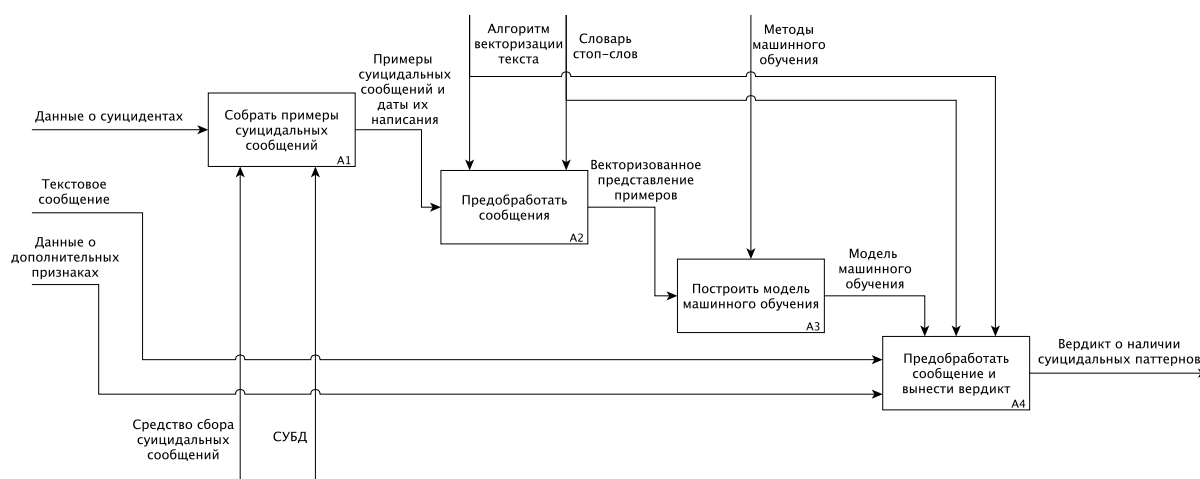 Алгоритм
векторизации
текста
Словарь
стоп-слов
Методы
машинного
обучения
Примеры
суицидальных
сообщений и
даты их
написания
Данные о суицидентах
Собрать примеры
суицидальных
сообщений
A1
Текстовое
сообщение
Векторизованное
представление
примеров
Предобработать
сообщения
A2
Данные о
дополнительных
признаках
Модель
машинного
обучения
Построить модель
машинного обучения
A3
Предобработать
сообщение и
вынести вердикт
A4
Вердикт о наличии
суицидальных паттернов
Средство сбора
суицидальных
сообщений
СУБД